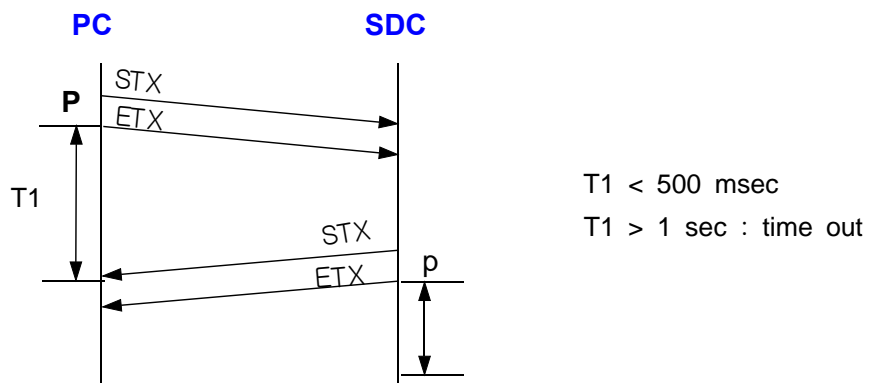 PC SDC
STX
P
ETX
T1
T1 < 500 msec
T1 > 1 sec : time out
STX
p
ETX